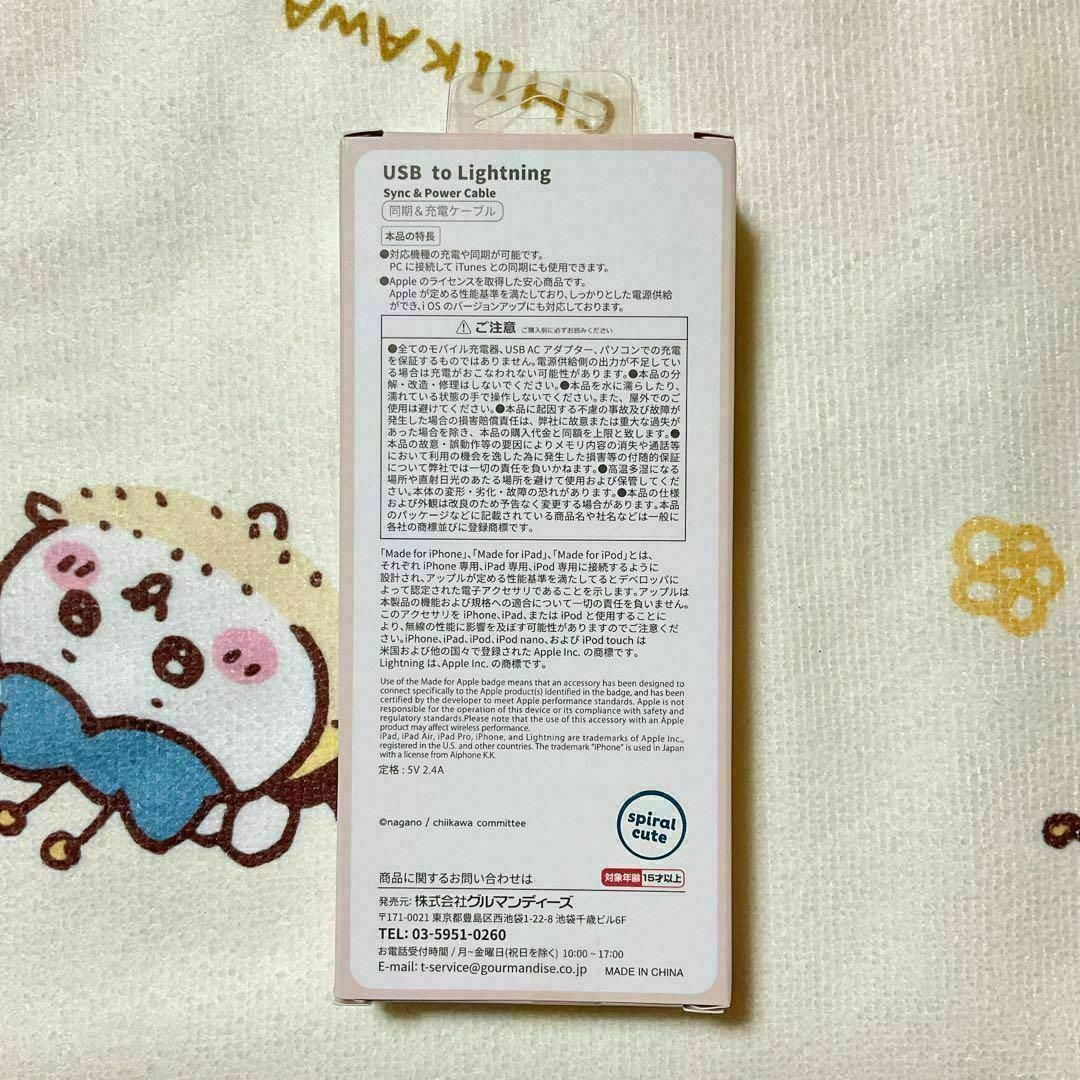 CHIIKAWA
USB to Lightning
Sync & Power Cable
同期&充電ケーブル
本品の特長
●対応機種の充電や同期が可能です。
PCに接続して iTunes との同期にも使用できます。
●Apple のライセンスを取得した安心商品です。
Apple が定める性能基準を満たしており、しっかりとした電源供給
ができ、i OS のバージョンアップにも対応しております。
⚠ ご注意 ご購入前に必ずお読みください
●全てのモバイル充電器、USB AC アダプター、パソコンでの充電
を保証するものではありません。電源供給側の出力が不足してい
る場合は充電がおこなわれない可能性があります。●本品の分
解・改造・修理はしないでください。●本品を水に濡らしたり、
濡れている状態の手で操作しないでください。また、屋外でのご
使用は避けてください。●本品に起因する不慮の事故及び故障が
発生した場合の損害賠償責任は、弊社に故意または重大な過失が
あった場合を除き、本品の購入代金と同額を上限と致します。●
本品の故意・誤動作等の要因によりメモリ内容の消失や通話等
において利用の機会を逸した為に発生した損害等の付随的保証
について弊社では一切の責任を負いかねます。●高温多湿になる
場所や直射日光のあたる場所を避けて使用および保管してくだ
さい。本体の変形・劣化・故障の恐れがあります。●本品の仕様
および外観は改良のため予告なく変更する場合があります。本品
のパッケージなどに記載されている商品名や社名などは一般に
各社の商標並びに登録商標です。
「Made for iPhone」、「Made for iPad」、「Made for iPod」とは、
それぞれ iPhone 専用、iPad 専用、iPod 専用に接続するように
設計され、アップルが定める性能基準を満たしてるとデベロッパに
よって認定された電子アクセサリであることを示します。アップルは
本製品の機能および規格への適合について一切の責任を負いません。
このアクセサリを iPhone、iPad、または iPod と使用することに
より、無線の性能に影響を及ぼす可能性がありますのでご注意くださ
い。iPhone、iPad、iPod、iPod nano、および iPod touch は
米国および他の国々で登録された Apple Inc. の商標です。
Lightning は、Apple Inc. の商標です。
Use of the Made for Apple badge means that an accessory has been designed to
connect specifically to the Apple product(s) identified in the badge, and has been
certified by the developer to meet Apple performance standards. Apple is not
responsible for the operation of this device or its compliance with safety and
regulatory standards.Please note that the use of this accessory with an Apple
product may affect wireless performance.
iPad, iPad Air, iPad Pro, iPhone, and Lightning are trademarks of Apple Inc.,
registered in the U.S. and other countries. The trademark "iPhone" is used in Japan
with a license from Aiphone K.K.
定格 : 5V 2.4A
©nagano / chiikawa committee
spiral
cute
商品に関するお問い合わせは
対象年齢 15才以上
発売元: 株式会社グルマンディーズ
〒171-0021 東京都豊島区西池袋1-22-8 池袋千歳ビル6F
TEL: 03-5951-0260
お電話受付時間 / 月~金曜日(祝日を除く) 10:00~17:00
E-mail: t-service@gourmandise.co.jp MADE IN CHINA